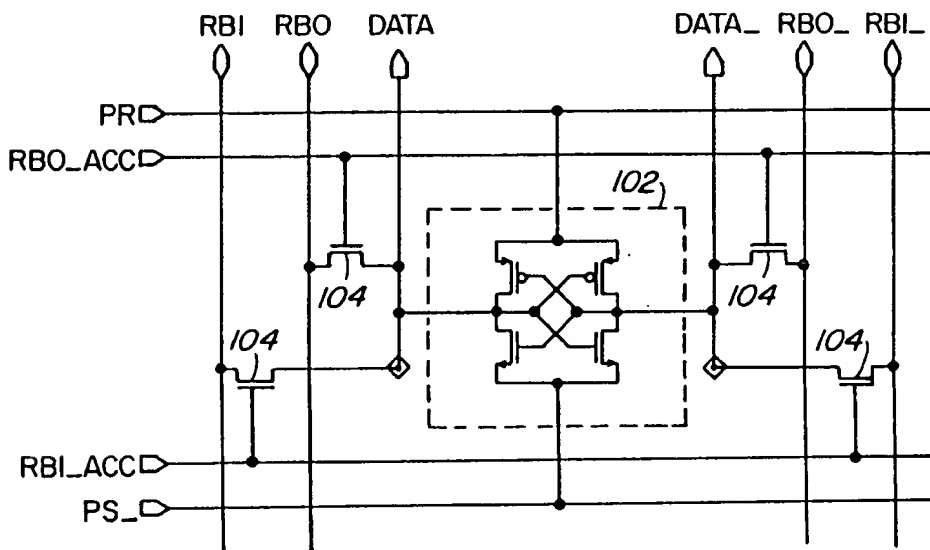 RBI RBO DATA DATA_ RBO_ RBI_
PR
RBO_ACC
102
104
104
104
104
RBI_ACC
PS_